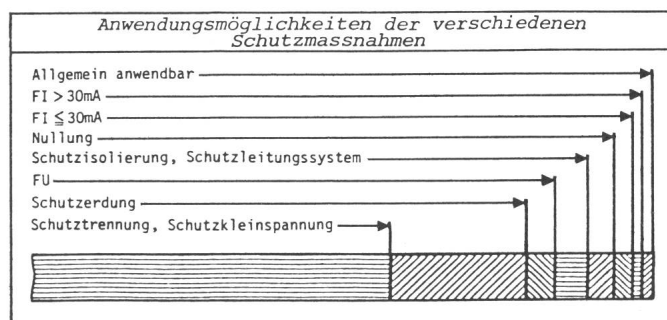 Anwendungsmöglichkeiten der verschiedenen
Schutzmassnahmen
Allgemein anwendbar
FI > 30mA
FI ≦ 30mA
Nullung
Schutzisolierung, Schutzleitungssystem
FU
Schutzerdung
Schutztrennung, Schutzkleinspannung